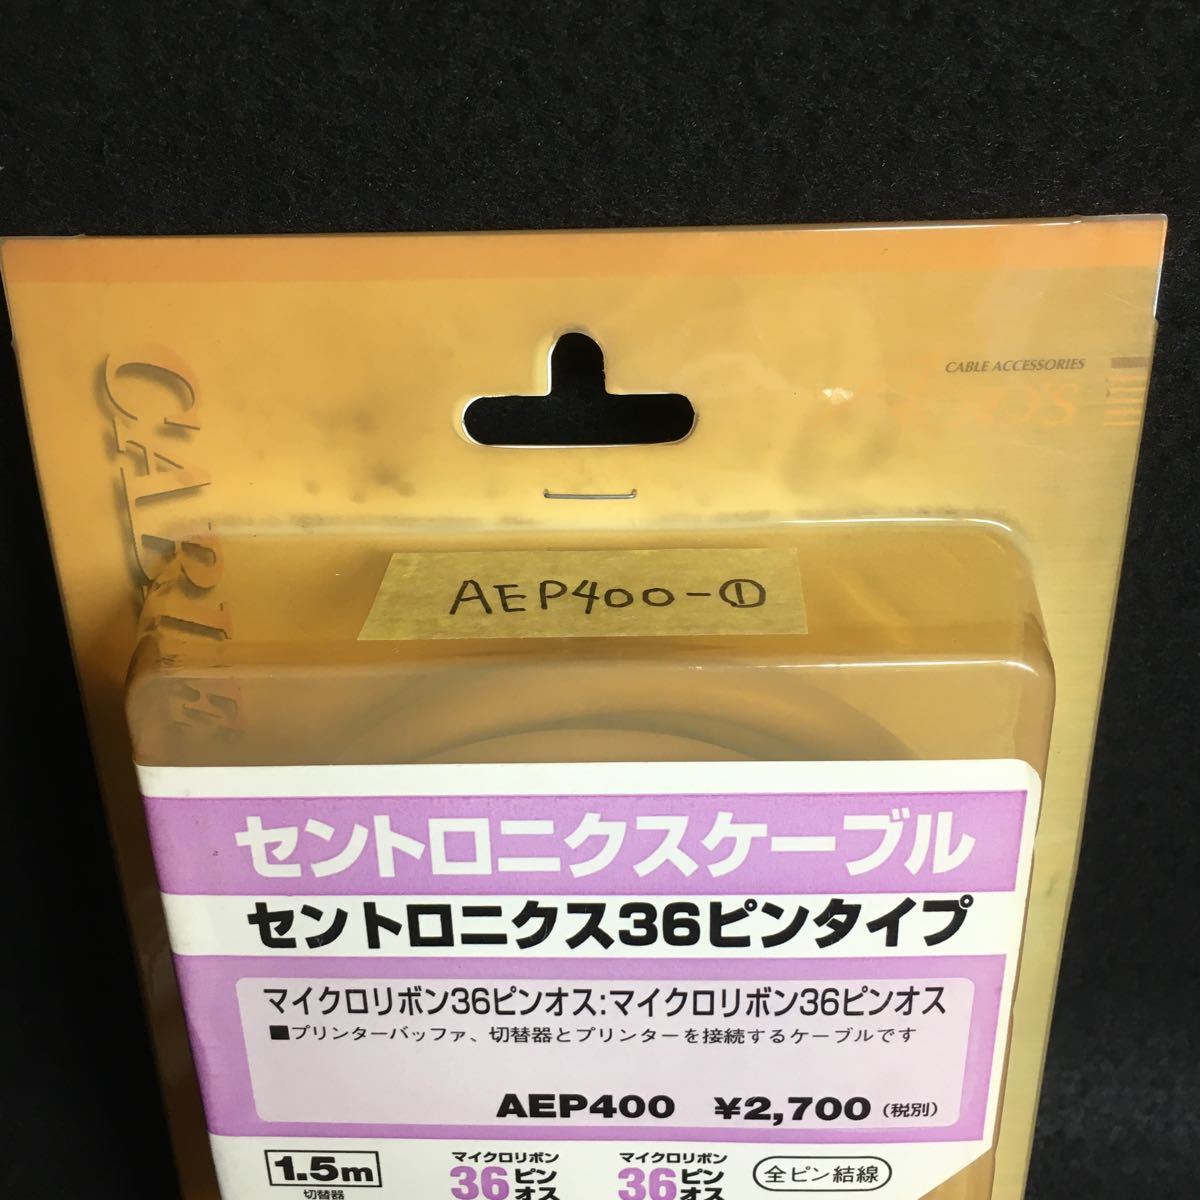 CABLE ACCESSORIES
CABLE
AEP400-①
セントロニクスケーブル
セントロニクス36ピンタイプ
マイクロリボン36ピンオス:マイクロリボン36ピンオス
■プリンターバッファ、切替器とプリンターを接続するケーブルです
AEP400 ¥2,700(税別)
1.5m
切替器
マイクロリボン
36ピン
オス
マイクロリボン
36ピン
オス
全ピン結線